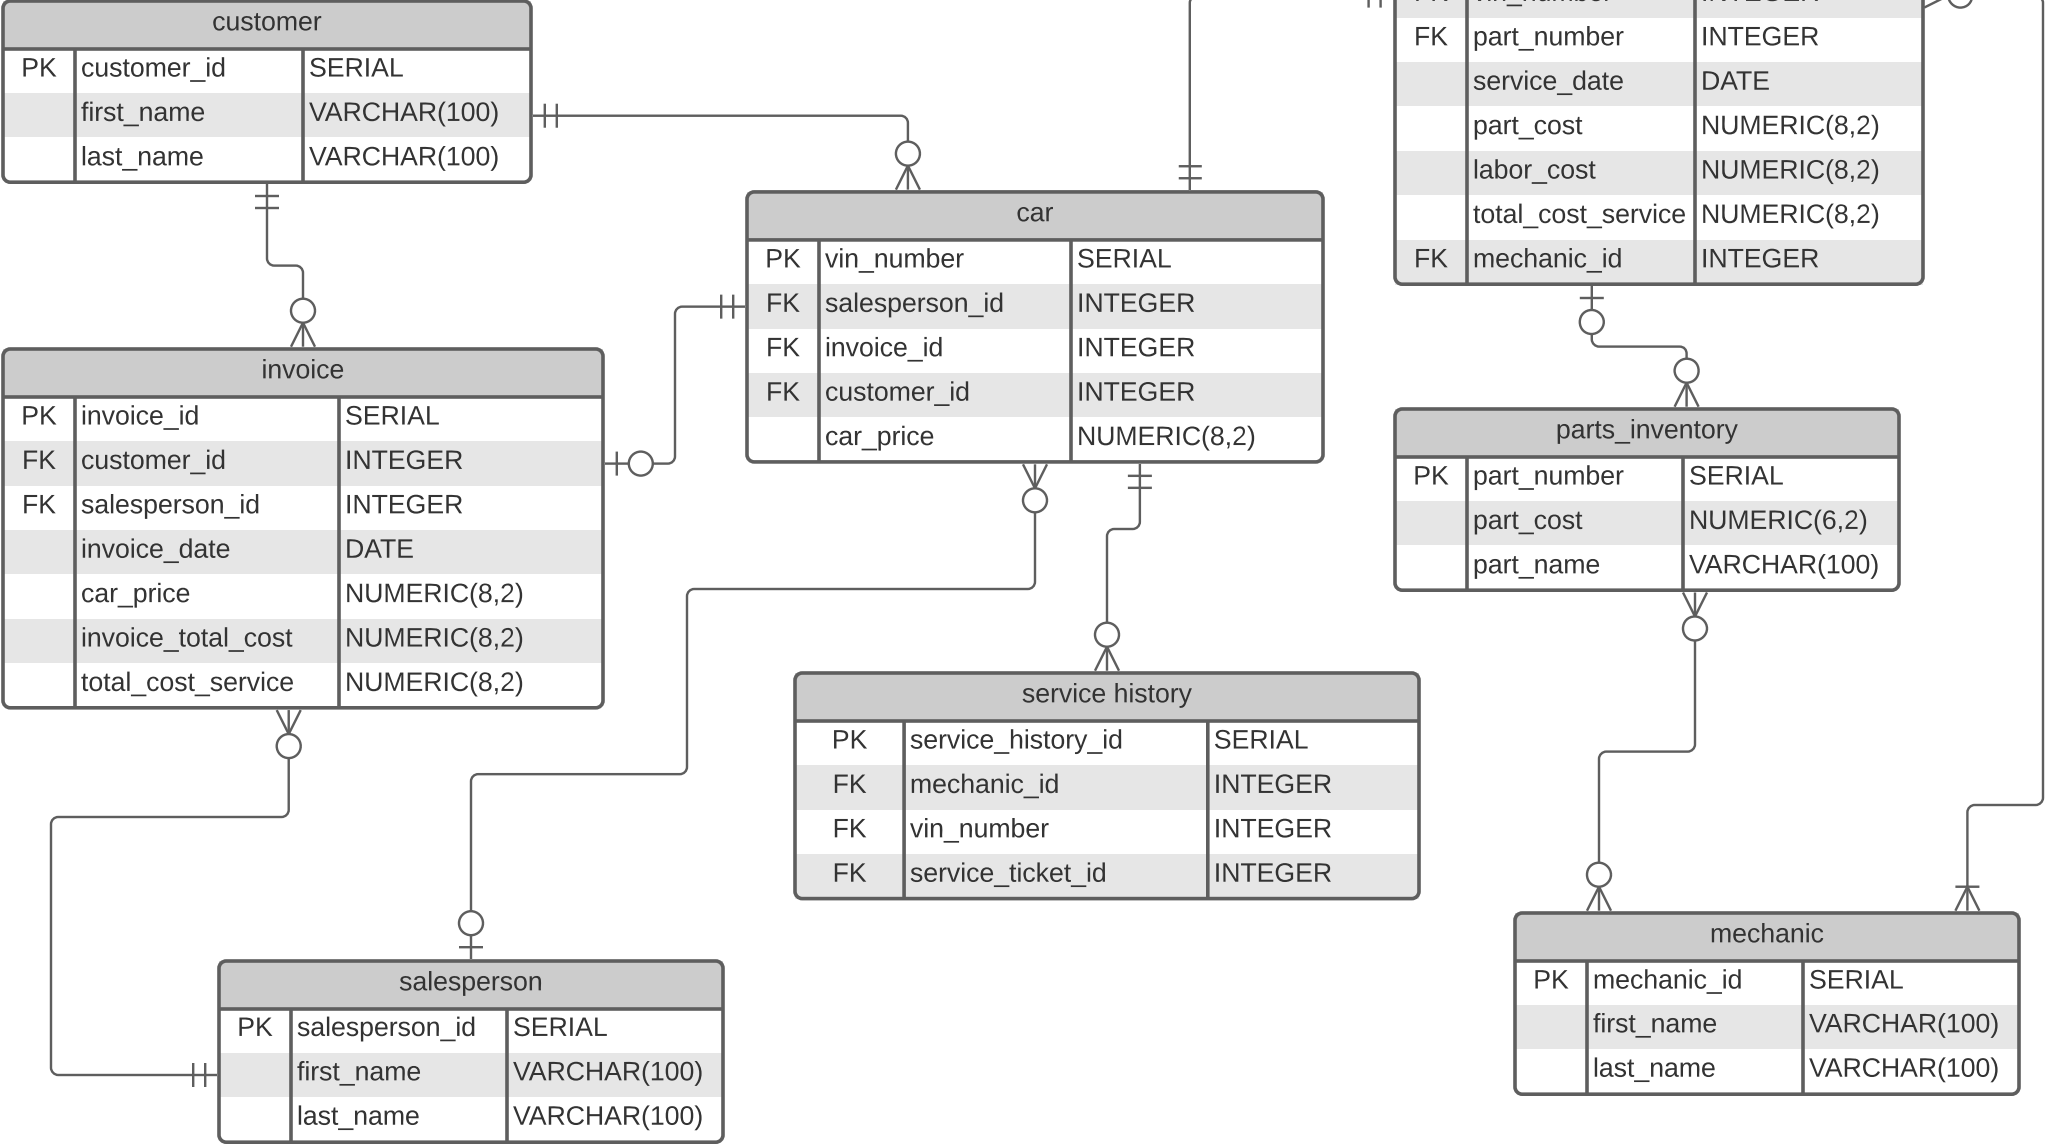 customer
PK customer_id SERIAL
first_name VARCHAR(100)
last_name VARCHAR(100)
INTEGER
FK part_number INTEGER
service_date DATE
part_cost NUMERIC(8,2)
labor_cost NUMERIC(8,2)
total_cost_service NUMERIC(8,2)
FK mechanic_id INTEGER
car
PK vin_number SERIAL
FK salesperson_id INTEGER
FK invoice_id INTEGER
FK customer_id INTEGER
car_price NUMERIC(8,2)
invoice
PK invoice_id SERIAL
FK customer_id INTEGER
FK salesperson_id INTEGER
invoice_date DATE
car_price NUMERIC(8,2)
invoice_total_cost NUMERIC(8,2)
total_cost_service NUMERIC(8,2)
parts_inventory
PK part_number SERIAL
part_cost NUMERIC(6,2)
part_name VARCHAR(100)
service history
PK service_history_id SERIAL
FK mechanic_id INTEGER
FK vin_number INTEGER
FK service_ticket_id INTEGER
salesperson
PK salesperson_id SERIAL
first_name VARCHAR(100)
last_name VARCHAR(100)
mechanic
PK mechanic_id SERIAL
first_name VARCHAR(100)
last_name VARCHAR(100)